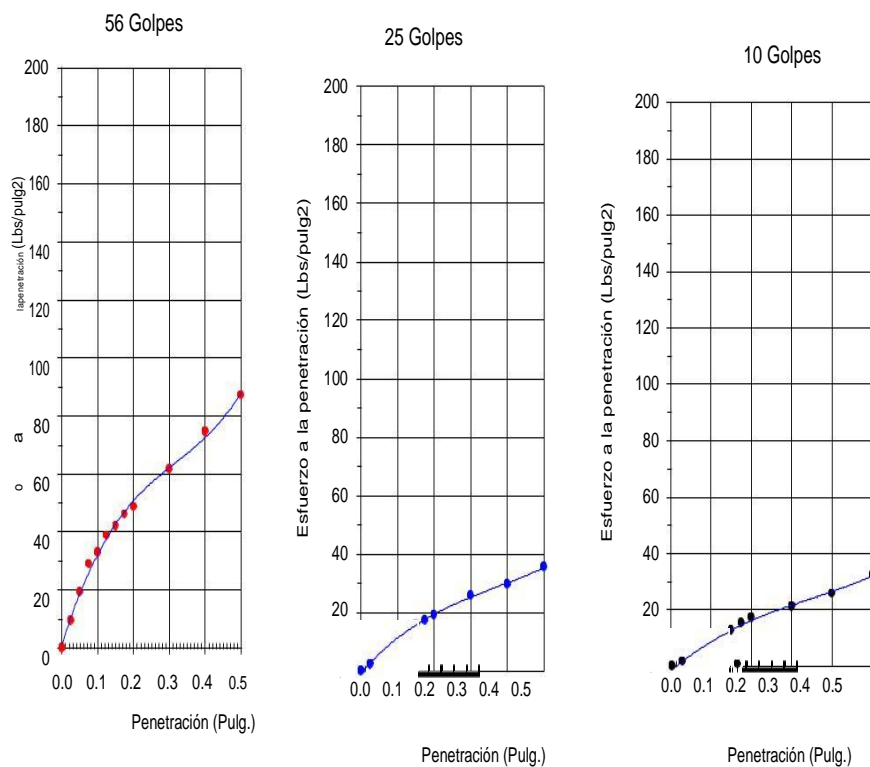 56 Golpes
200
180
160
140
120
100
80
60
40
20
0
lapenetración (Lbs/pulg2)
a
o
0.0 0.1 0.2 0.3 0.4 0.5
Penetración (Pulg.)
25 Golpes
200
180
160
140
120
100
80
60
40
20
Esfuerzo a la penetración (Lbs/pulg2)
0.0 0.1 0.2 0.3 0.4 0.5
Penetración (Pulg.)
10 Golpes
200
180
160
140
120
100
80
60
40
20
Esfuerzo a la penetración (Lbs/pulg2)
0.0 0.1 0.2 0.3 0.4 0.5
Penetración (Pulg.)